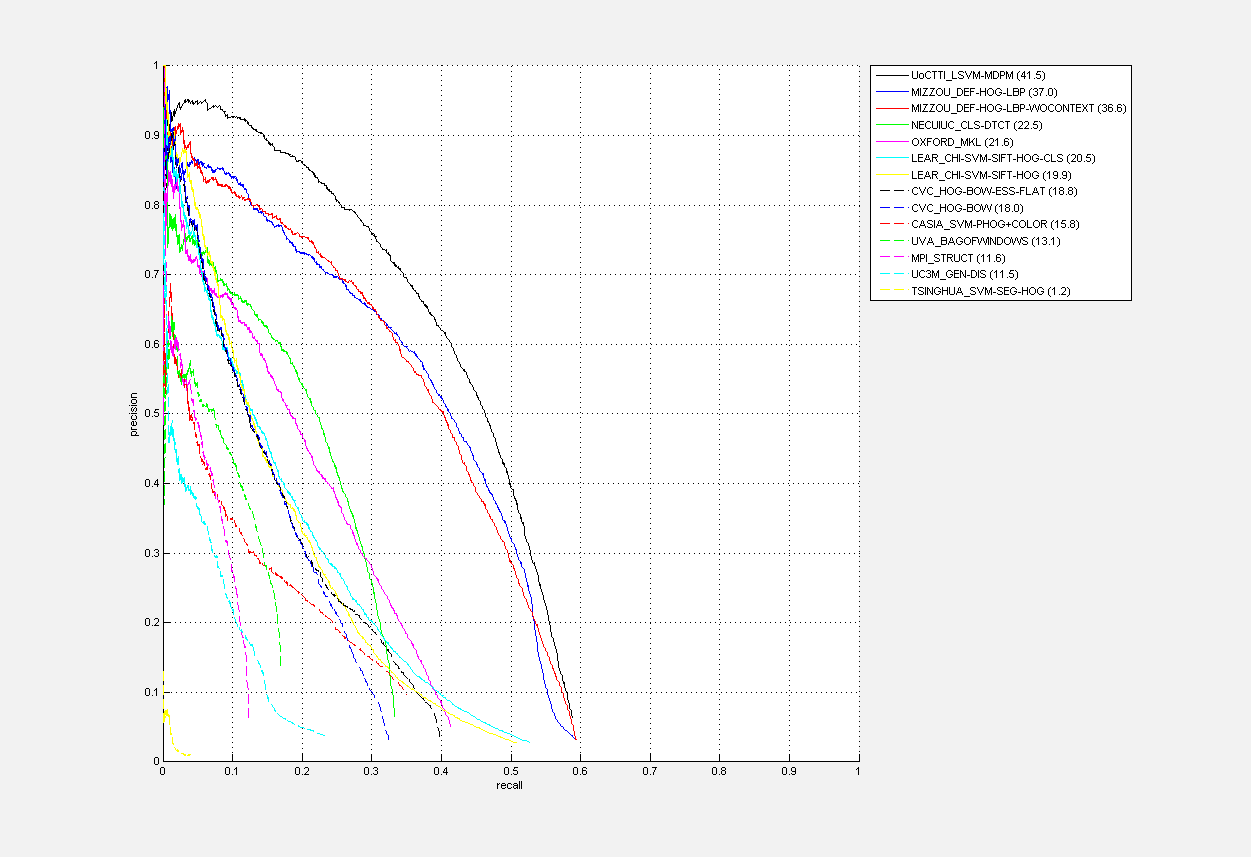 1
0.9
0.8
0.7
0.6
0.5
0.4
0.3
0.2
0.1
0
precision
0 0.1 0.2 0.3 0.4 0.5 0.6 0.7 0.8 0.9 1
recall
UoCTTI_LSVM-MDPM (41.5)
MIZZOU_DEF-HOG-LBP (37.0)
MIZZOU_DEF-HOG-LBP-WOCONTEXT (36.6)
NECUIUC_CLS-DTCT (22.5)
OXFORD_MKL (21.6)
LEAR_CHI-SVM-SIFT-HOG-CLS (20.5)
LEAR_CHI-SVM-SIFT-HOG (19.9)
CVC_HOG-BOW-ESS-FLAT (18.8)
CVC_HOG-BOW (18.0)
CASIA_SVM-PHOG+COLOR (15.8)
UVA_BAGOFWINDOWS (13.1)
MPI_STRUCT (11.6)
UC3M_GEN-DIS (11.5)
TSINGHUA_SVM-SEG-HOG (1.2)